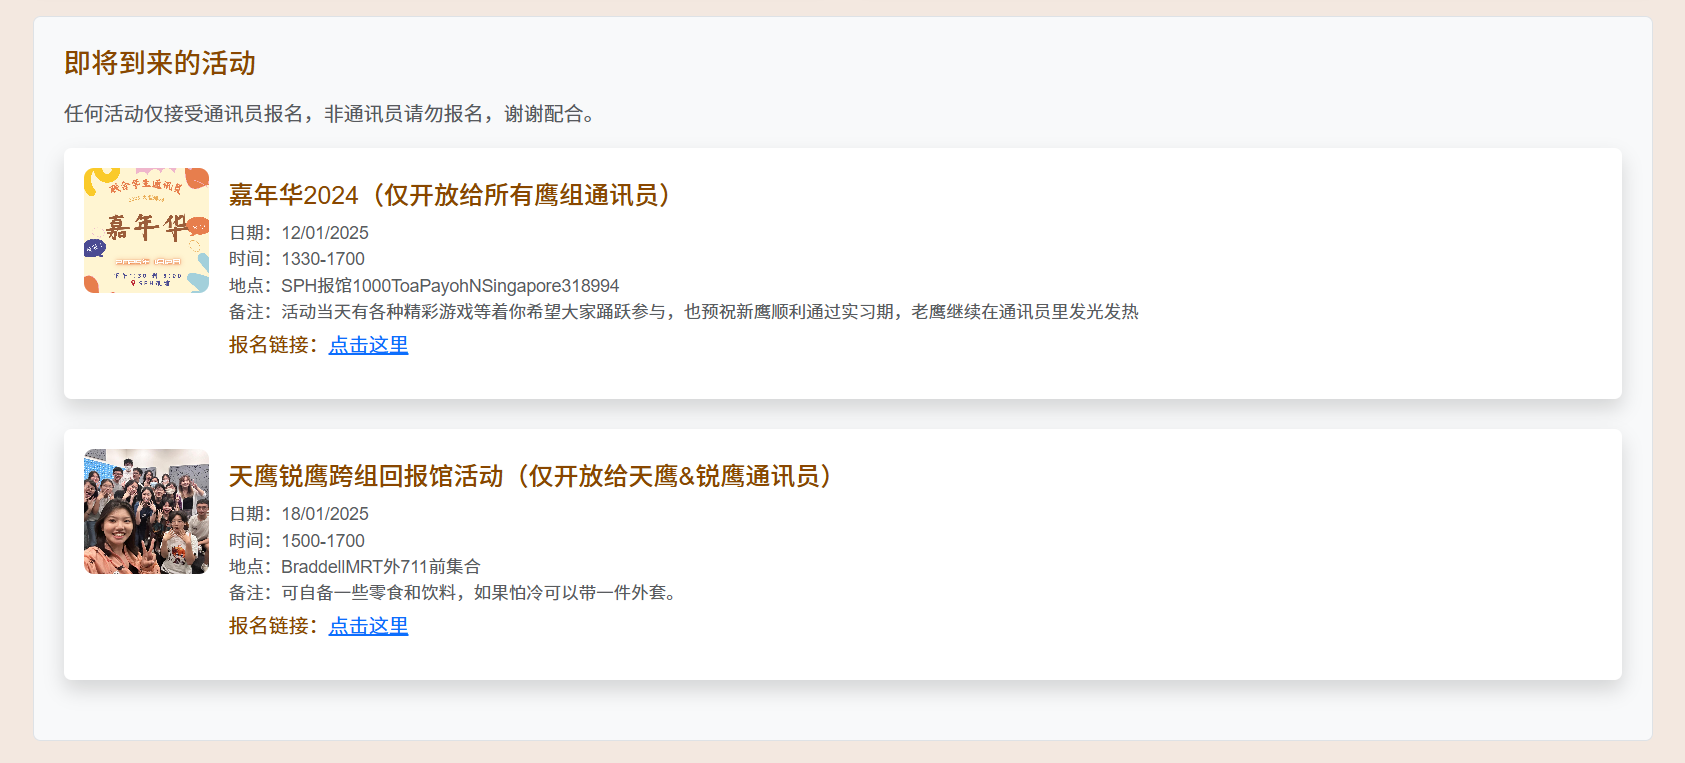 即将到来的活动
任何活动仅接受通讯员报名，非通讯员请勿报名，谢谢配合。
联合学生通讯员
嘉年华
SPH报馆
嘉年华2024（仅开放给所有鹰组通讯员）
日期：12/01/2025
时间：1330-1700
地点：SPH报馆1000ToaPayohNSingapore318994
备注：活动当天有各种精彩游戏等着你希望大家踊跃参与，也预祝新鹰顺利通过实习期，老鹰继续在通讯员里发光发热
报名链接：点击这里
天鹰锐鹰跨组回报馆活动（仅开放给天鹰&锐鹰通讯员）
日期：18/01/2025
时间：1500-1700
地点：BraddellMRT外711前集合
备注：可自备一些零食和饮料，如果怕冷可以带一件外套。
报名链接：点击这里